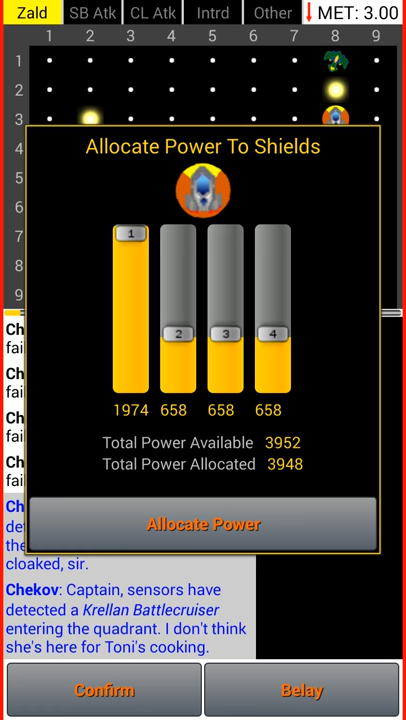 Zald SB Atk CL Atk Intrd Other MET: 3.00
1 2 3 4 5 6 7 8 9
1
2
3
4
Allocate Power To Shields
5
6
7
1
8
2 3 4
9
Ch
fai
Ch
fai
Ch
fai
Ch
fai
1974 658 658 658
Total Power Available 3952
Total Power Allocated 3948
Ch
det
the
Allocate Power
cloaked, sir.
Chekov: Captain, sensors have
detected a Krellan Battlecruiser
entering the quadrant. I don't think
she's here for Toni's cooking.
Confirm Belay